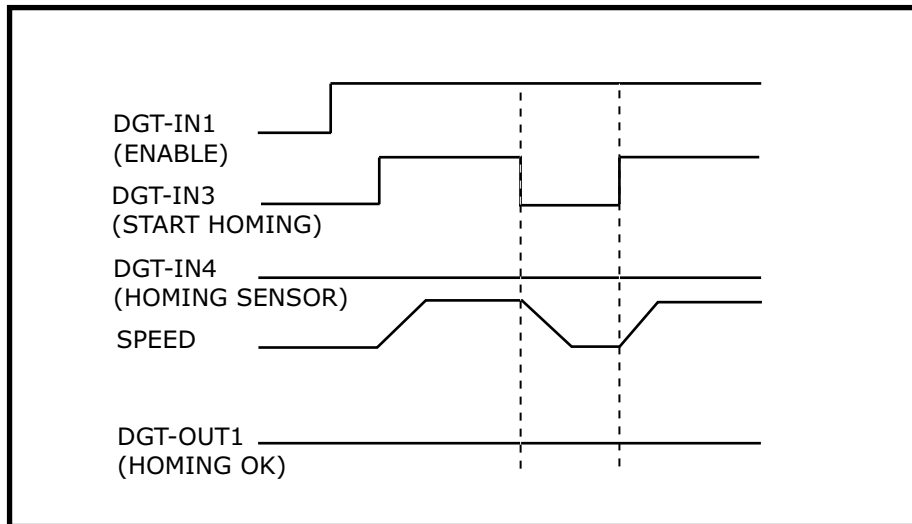 DGT-IN1
(ENABLE)
DGT-IN3
(START HOMING)
DGT-IN4
(HOMING SENSOR)
SPEED
DGT-OUT1
(HOMING OK)